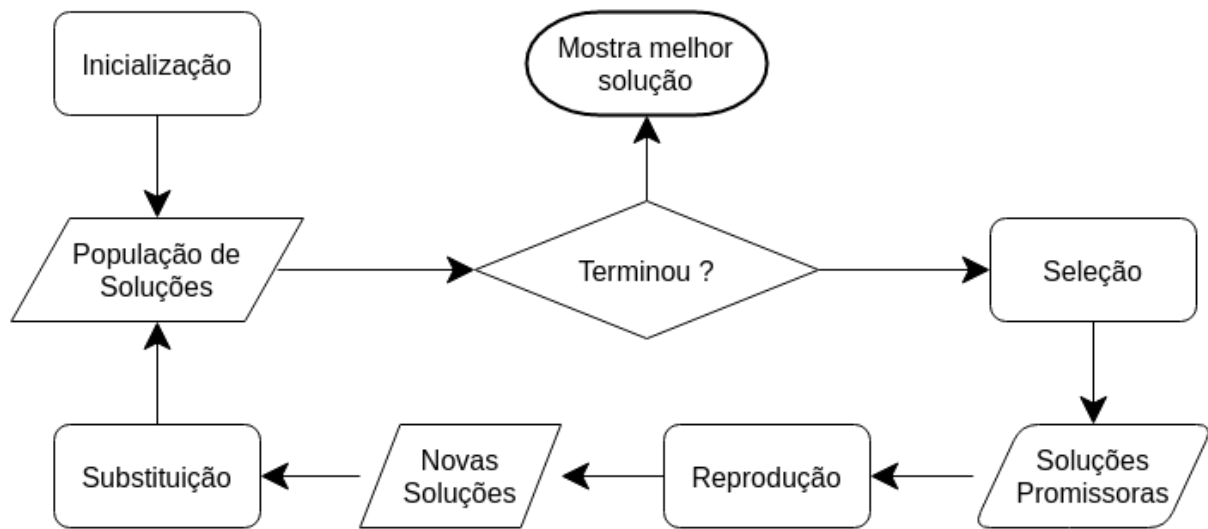 Inicialização
Mostra melhor
solução
População de
Soluções
Terminou ?
Seleção
Substituição
Novas
Soluções
Reprodução
Soluções
Promissoras